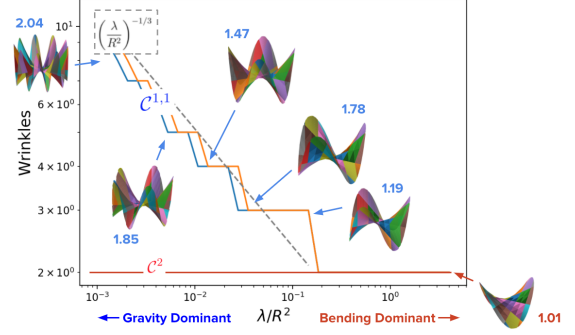 2.04
10¹
(λ/R²)^{-1/3}
1.47
6 × 10⁰
𝒞^{1,1}
1.78
Wrinkles
4 × 10⁰
3 × 10⁰
1.19
1.85
𝒞²
2 × 10⁰
10⁻³
10⁻²
10⁻¹
10⁰
Gravity Dominant
λ/R²
Bending Dominant
1.01